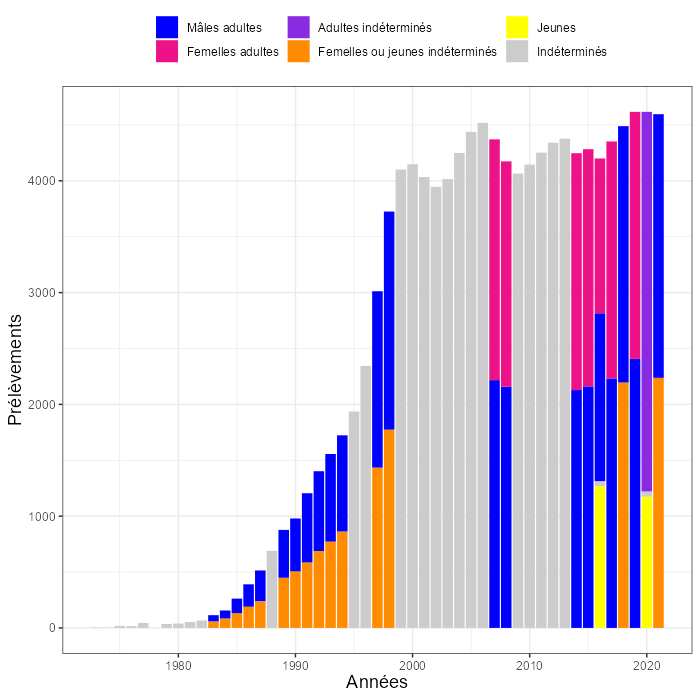 Mâles adultes
Adultes indéterminés
Jeunes
Femelles adultes
Femelles ou jeunes indéterminés
Indéterminés
4000
3000
2000
1000
0
Prélèvements
1980
1990
2000
2010
2020
Années